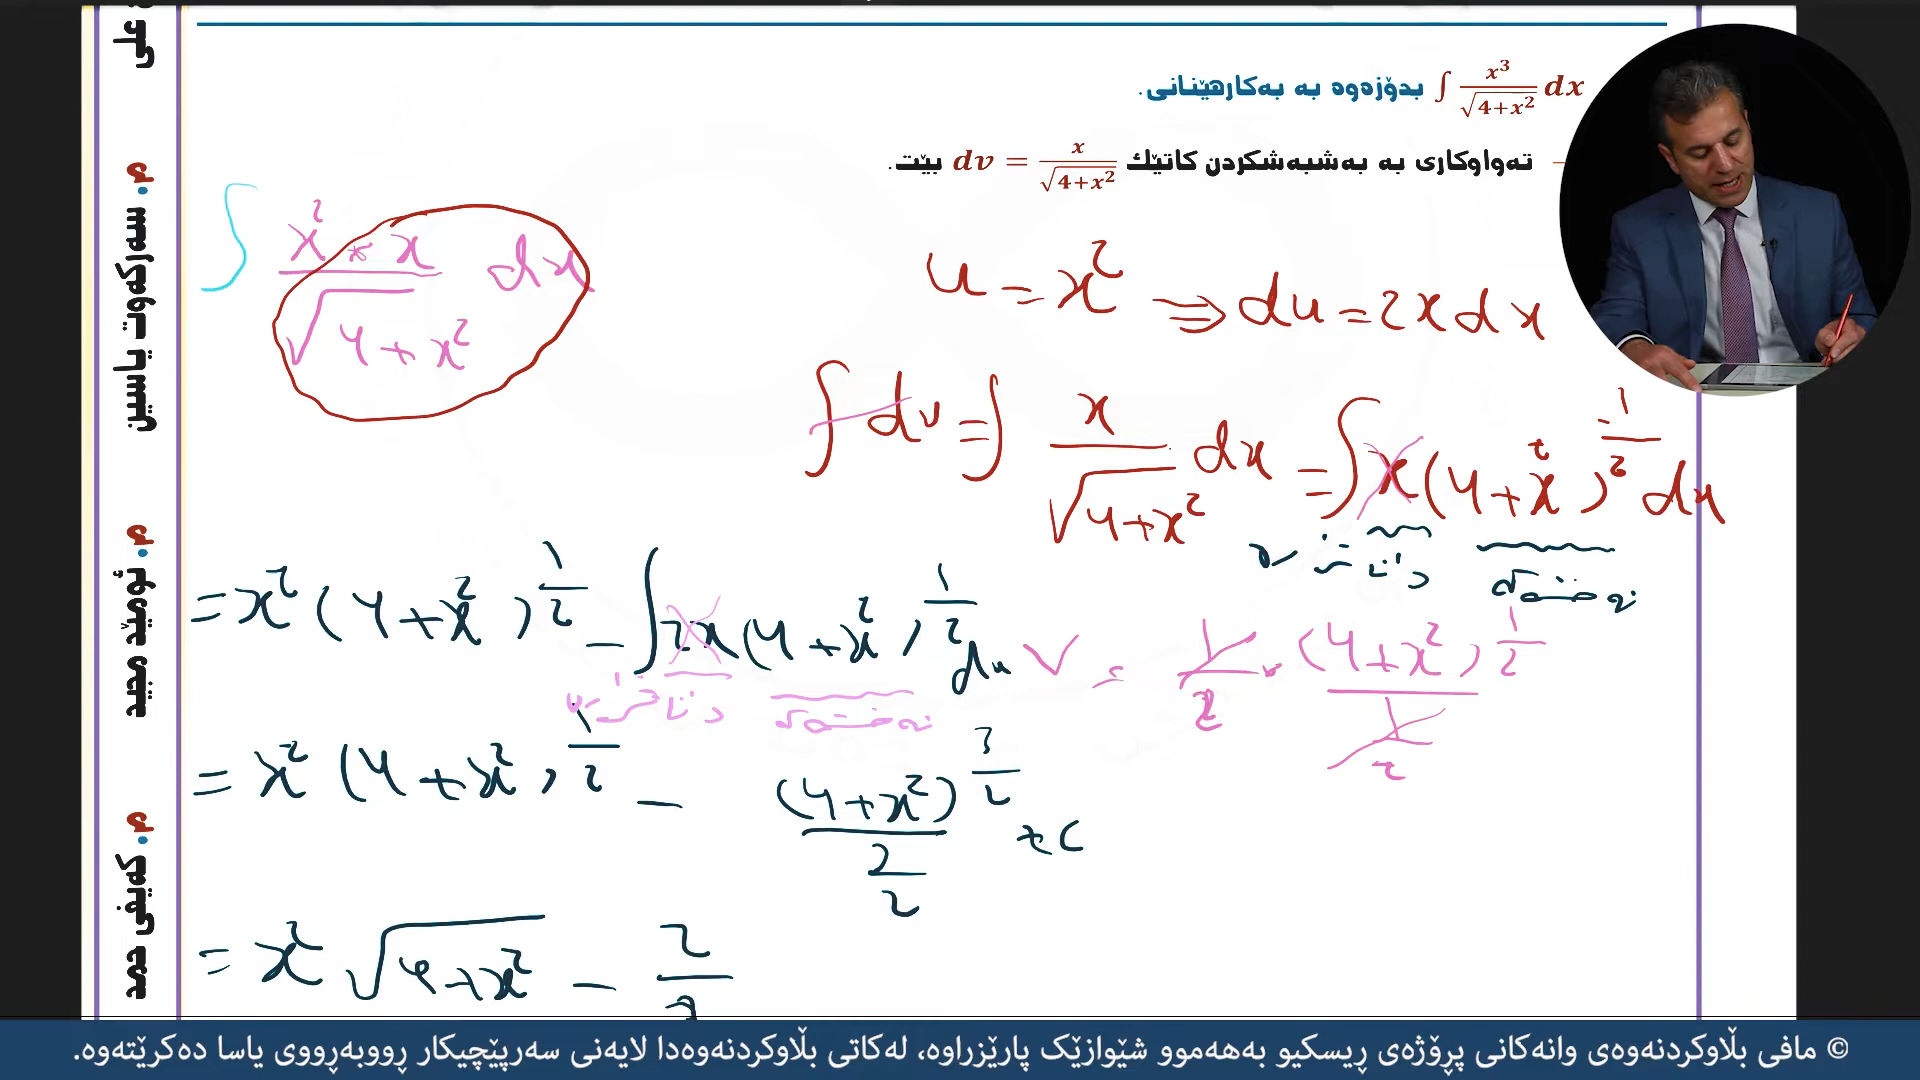 ∫ x³/√(4+x²) dx بدۆزەوە بە بەکارهێنانی.
– تەواوکاری بە بەشبەشکردن کاتێك dv = x/√(4+x²) بێت.
∫ x² * x / √(4+x²) dx
u = x² ⇒ du = 2x dx
∫ dv = ∫ x/√(4+x²) dx = ∫ x (4+x²)^(-1/2) dx
v = 1/2 * (4+x²)^(1/2) / (1/2)
= x² (4+x²)^(1/2) - ∫ 2x (4+x²)^(1/2) dx
= x² (4+x²)^(1/2) - (4+x²)^(3/2) / (3/2) + c
= x² √(4+x²) - 2/3
علی
م. سەرکەوت یاسین
م. ئومێد مجید
م. کەیفی حمد
© مافی بڵاوکردنەوەی وانەکانی پڕۆژەی ڕیسکیو بەهەموو شێوازێک پارێزراوە، لەکاتی بڵاوکردنەوەدا لایەنی سەرپێچیکار ڕووبەڕووی یاسا دەکرێتەوە.